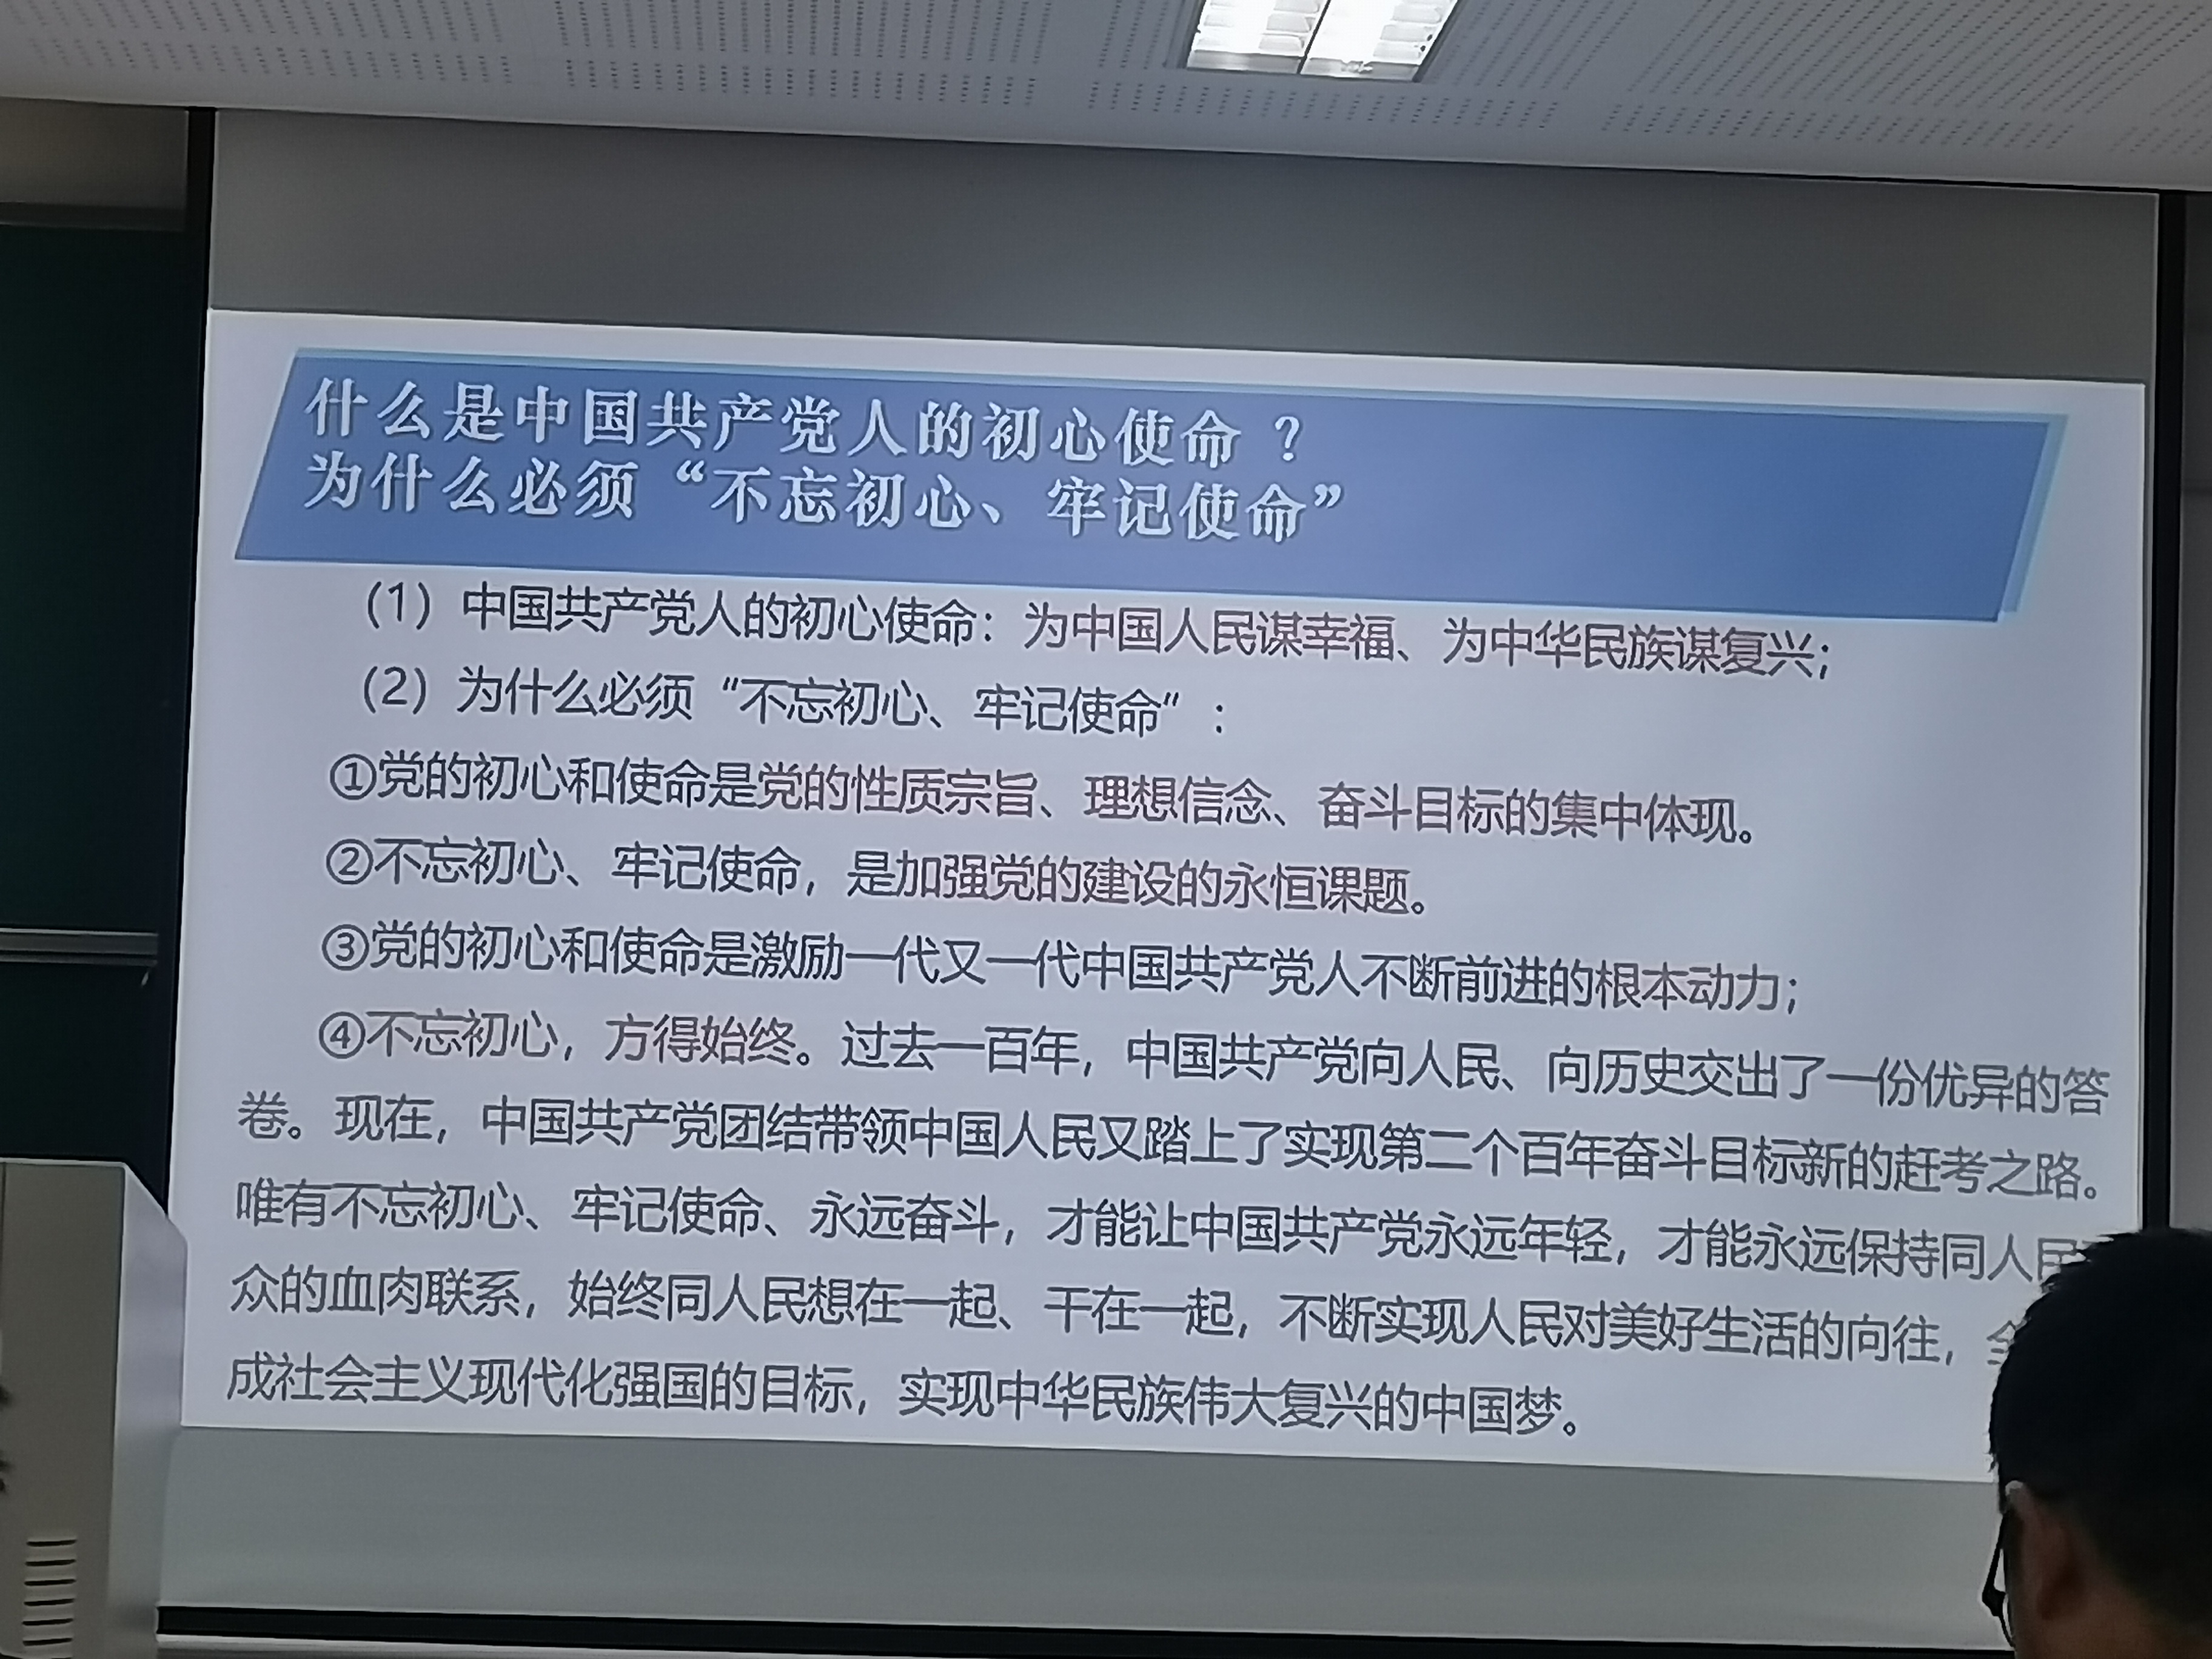 什么是中国共产党人的初心使命 ？
为什么必须“不忘初心、牢记使命”
(1）中国共产党人的初心使命：为中国人民谋幸福、为中华民族谋复兴；
(2）为什么必须“不忘初心、牢记使命”：
①党的初心和使命是党的性质宗旨、理想信念、奋斗目标的集中体现。
②不忘初心、牢记使命，是加强党的建设的永恒课题。
③党的初心和使命是激励一代又一代中国共产党人不断前进的根本动力；
④不忘初心，方得始终。过去一百年，中国共产党向人民、向历史交出了一份优异的答
卷。现在，中国共产党团结带领中国人民又踏上了实现第二个百年奋斗目标新的赶考之路。
唯有不忘初心、牢记使命、永远奋斗，才能让中国共产党永远年轻，才能永远保持同人民
众的血肉联系，始终同人民想在一起、干在一起，不断实现人民对美好生活的向往，
成社会主义现代化强国的目标，实现中华民族伟大复兴的中国梦。